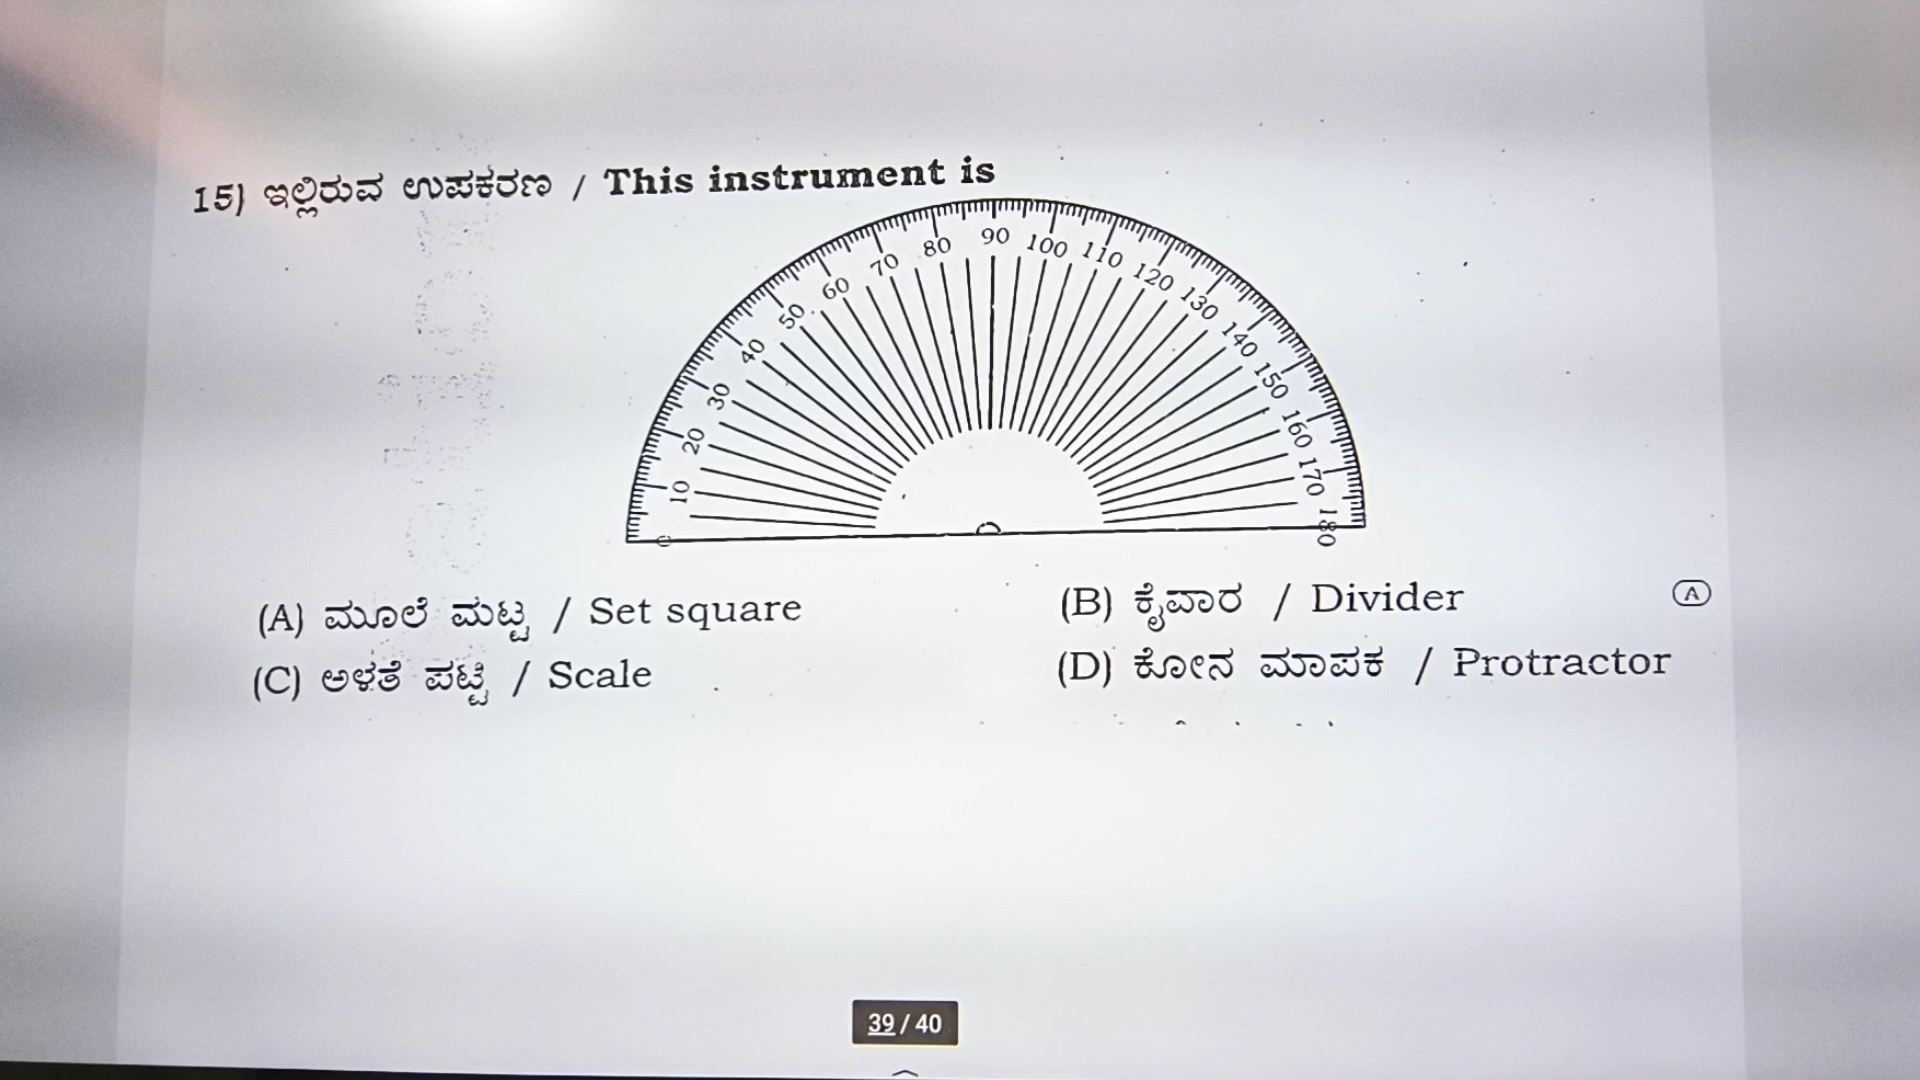 15) ಇಲ್ಲಿರುವ ಉಪಕರಣ / This instrument is
0 10 20 30 40 50 60 70 80 90 100 110 120 130 140 150 160 170 180
(A) ಮೂಲೆ ಮಟ್ಟ / Set square (B) ಕೈವಾರ / Divider A
(C) ಅಳತೆ ಪಟ್ಟಿ / Scale (D) ಕೋನ ಮಾಪಕ / Protractor
39 / 40